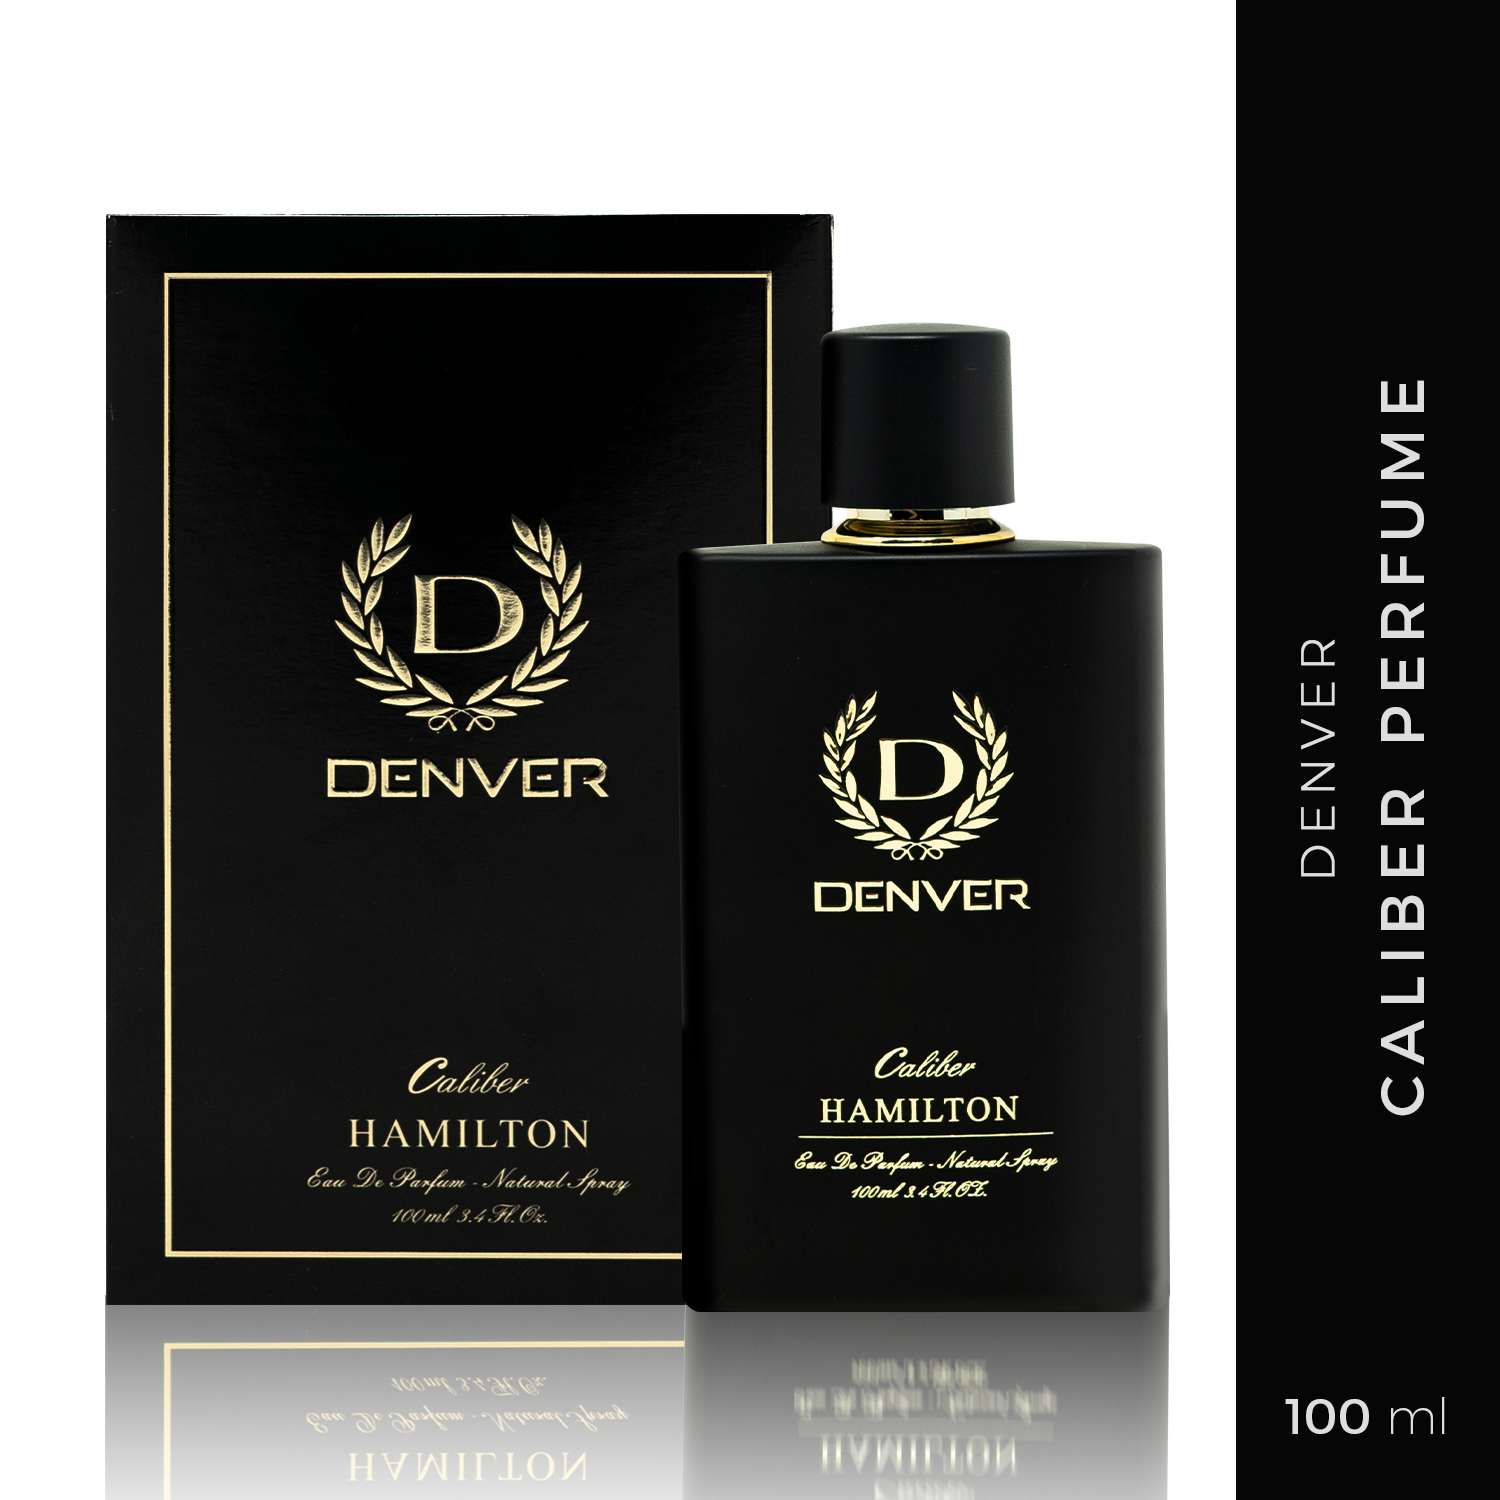 D
DENVER
Caliber
HAMILTON
Eau De Parfum - Natural Spray
100ml 3.4 Fl. Oz.
D
DENVER
Caliber
HAMILTON
Eau De Parfum - Natural Spray
100ml 3.4 Fl. OZ.
DENVER
CALIBER PERFUME
100 ml